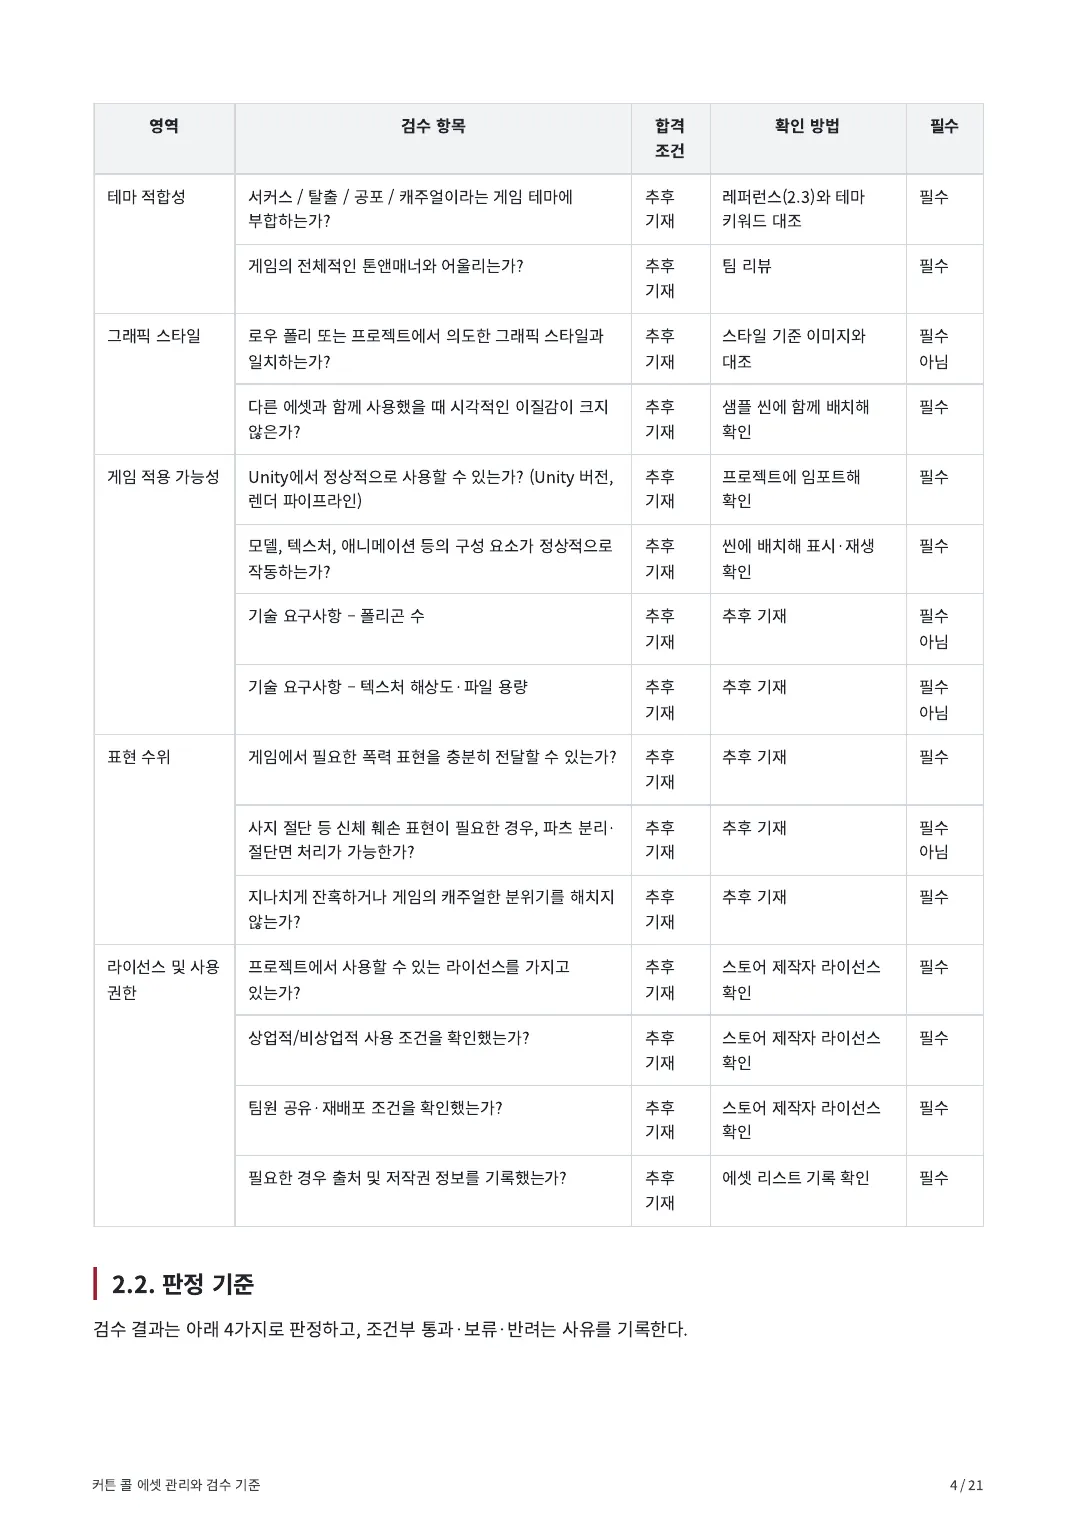 영역 검수 항목 합격 확인 방법 필수
조건
테마 적합성 서커스 / 탈출 / 공포 / 캐주얼이라는 게임 테마에 추후 레퍼런스(2.3)와 테마 필수
부합하는가? 기재 키워드 대조
게임의 전체적인 톤앤매너와 어울리는가? 추후 팀 리뷰 필수
기재
그래픽 스타일 로우 폴리 또는 프로젝트에서 의도한 그래픽 스타일과 추후 스타일 기준 이미지와 필수
일치하는가? 기재 대조 아님
다른 에셋과 함께 사용했을 때 시각적인 이질감이 크지 추후 샘플 씬에 함께 배치해 필수
않은가? 기재 확인
게임 적용 가능성 Unity에서 정상적으로 사용할 수 있는가? (Unity 버전, 추후 프로젝트에 임포트해 필수
렌더 파이프라인) 기재 확인
모델, 텍스처, 애니메이션 등의 구성 요소가 정상적으로 추후 씬에 배치해 표시·재생 필수
작동하는가? 기재 확인
기술 요구사항 – 폴리곤 수 추후 추후 기재 필수
기재 아님
기술 요구사항 – 텍스처 해상도·파일 용량 추후 추후 기재 필수
기재 아님
표현 수위 게임에서 필요한 폭력 표현을 충분히 전달할 수 있는가? 추후 추후 기재 필수
기재
사지 절단 등 신체 훼손 표현이 필요한 경우, 파츠 분리· 추후 추후 기재 필수
절단면 처리가 가능한가? 기재 아님
지나치게 잔혹하거나 게임의 캐주얼한 분위기를 해치지 추후 추후 기재 필수
않는가? 기재
라이선스 및 사용 프로젝트에서 사용할 수 있는 라이선스를 가지고 추후 스토어 제작자 라이선스 필수
권한 있는가? 기재 확인
상업적/비상업적 사용 조건을 확인했는가? 추후 스토어 제작자 라이선스 필수
기재 확인
팀원 공유·재배포 조건을 확인했는가? 추후 스토어 제작자 라이선스 필수
기재 확인
필요한 경우 출처 및 저작권 정보를 기록했는가? 추후 에셋 리스트 기록 확인 필수
기재
2.2. 판정 기준
검수 결과는 아래 4가지로 판정하고, 조건부 통과·보류·반려는 사유를 기록한다.
커튼 콜 에셋 관리와 검수 기준 4 / 21